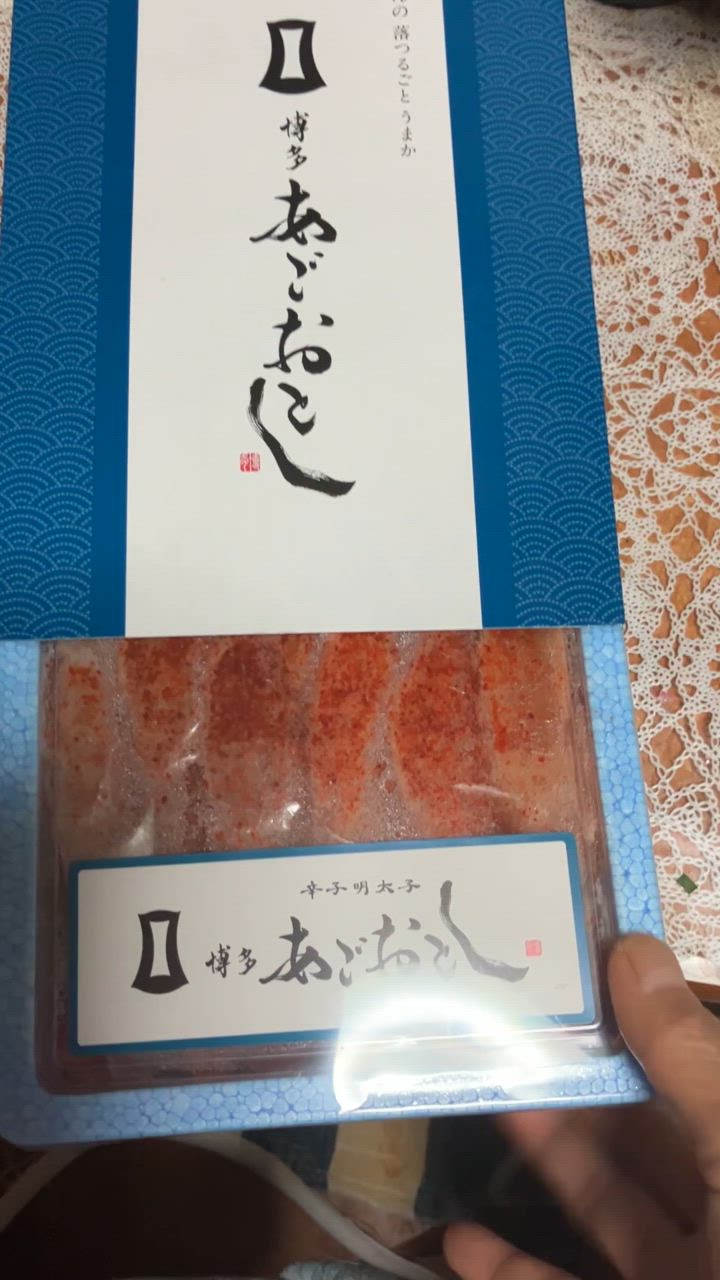 の 落つるごとうまか
博多
あごおとし
辛子明太子
博多 あごおとし